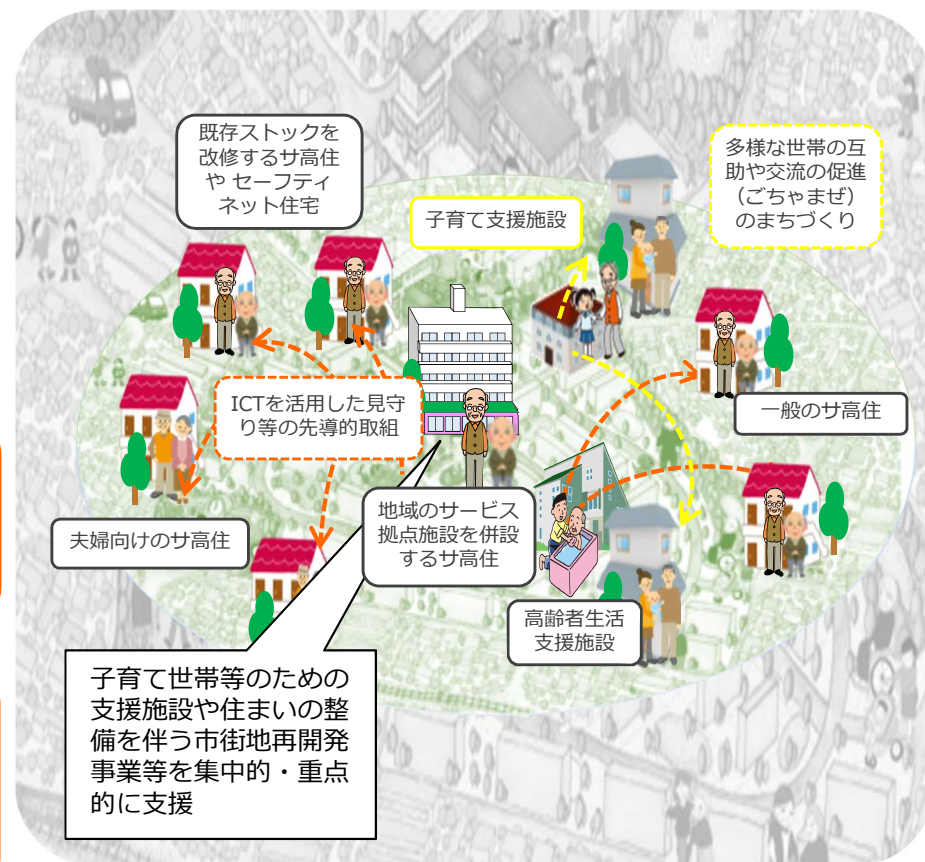 既存ストックを
改修するサ高住
や セーフティ
ネット住宅
多様な世帯の互
助や交流の促進
（ごちゃまぜ）
のまちづくり
子育て支援施設
ICTを活用した見守
り等の先導的取組
一般のサ高住
夫婦向けのサ高住
地域のサービス
拠点施設を併設
するサ高住
高齢者生活
支援施設
子育て世帯等のための
支援施設や住まいの整
備を伴う市街地再開発
事業等を集中的・重点
的に支援